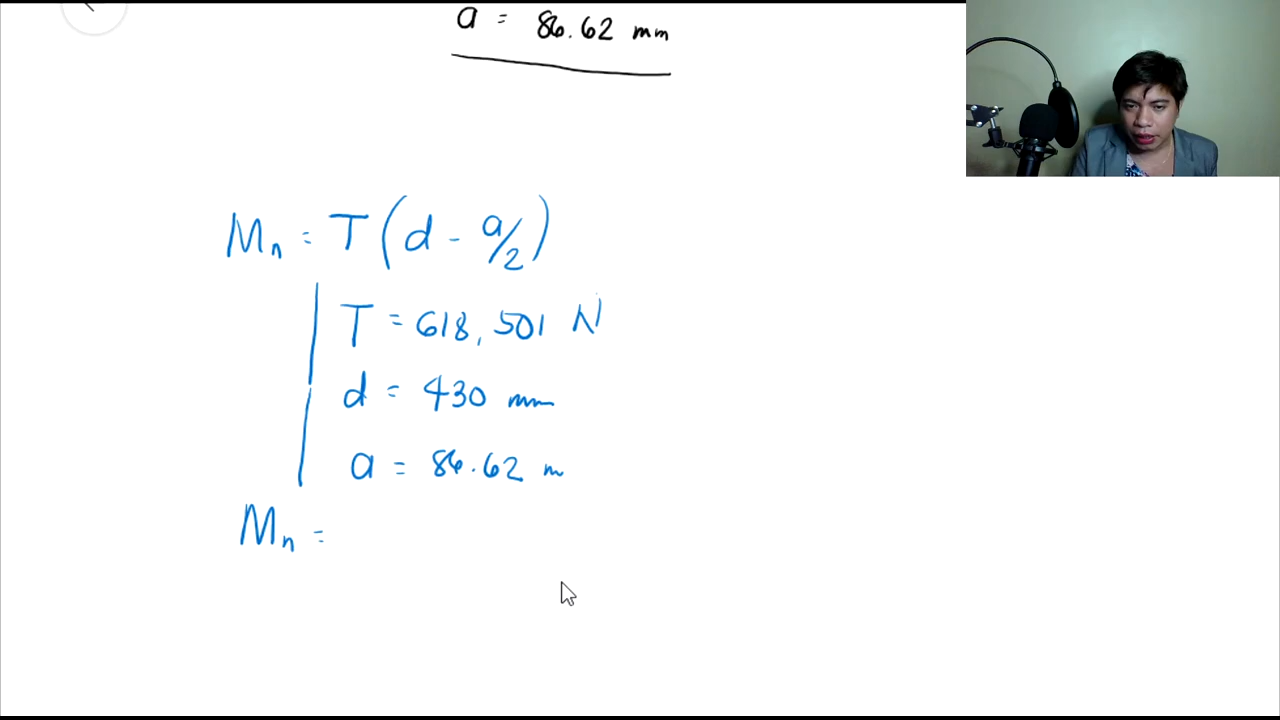 a = 86.62 mm
Mn = T(d - a/2)
T = 618,501 N
d = 430 mm
a = 86.62 m
Mn =